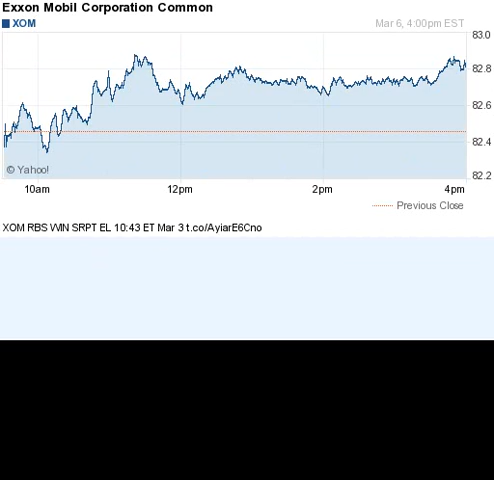 Exxon Mobil Corporation Common
XOM
Mar 6, 4:00pm EST
83.0
82.8
82.6
82.4
82.2
© Yahoo!
10am 12pm 2pm 4pm
Previous Close
XOM RBS WIN SRPT EL 10:43 ET Mar 3 t.co/AyiarE6Cno